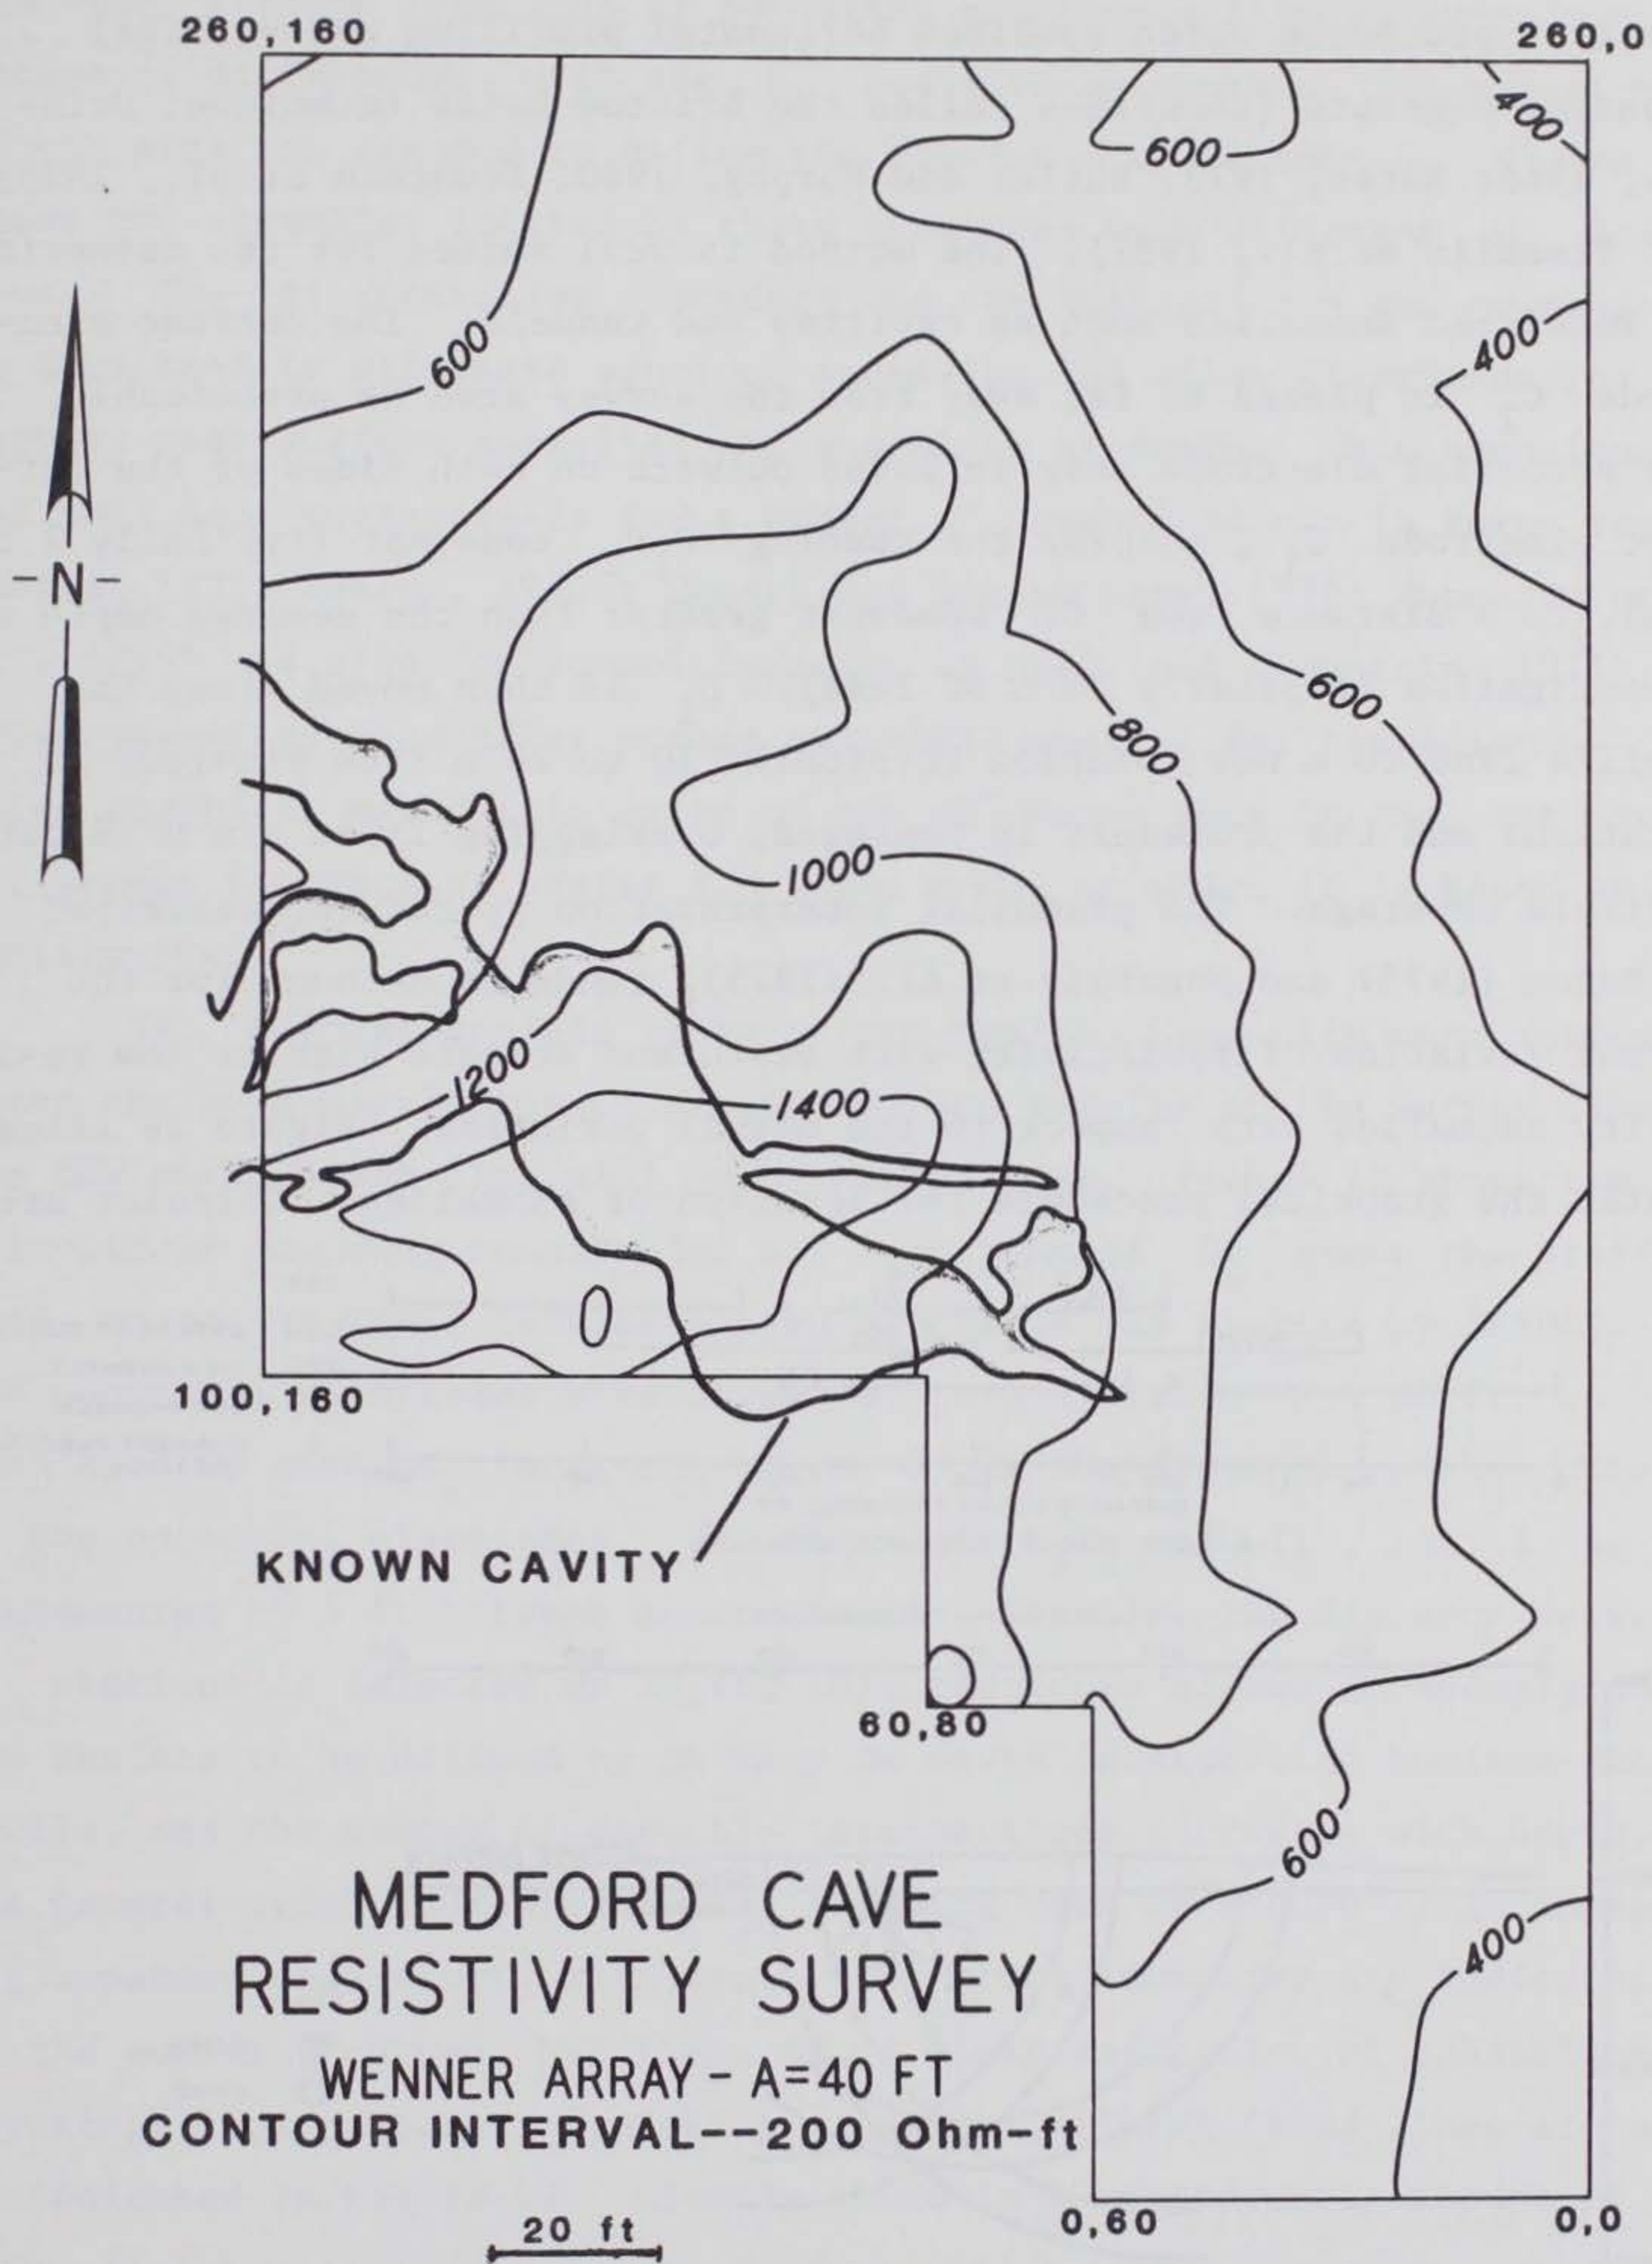 260,160
260,0
400
600
600
400
-N-
600
800
1000
1200
1400
100,160
KNOWN CAVITY
60,80
600
400
MEDFORD CAVE
RESISTIVITY SURVEY
WENNER ARRAY - A=40 FT
CONTOUR INTERVAL--200 Ohm-ft
20 ft
0,60
0,0